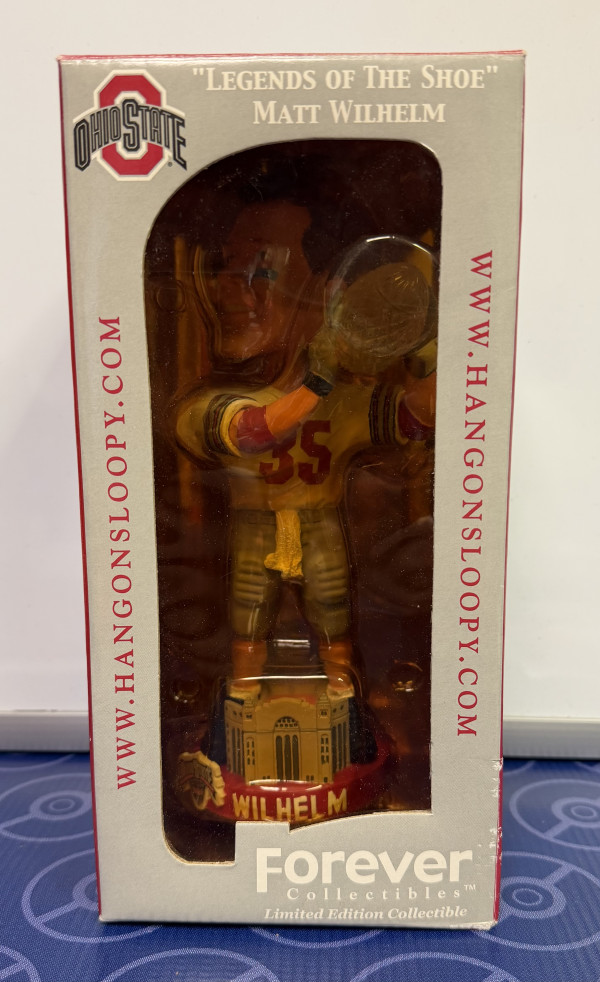 OHIO STATE
"LEGENDS OF THE SHOE"
MATT WILHELM
WWW.HANGONSLOOPY.COM
WWW.HANGONSLOOPY.COM
35
WILHELM
Forever
Collectibles™
Limited Edition Collectible